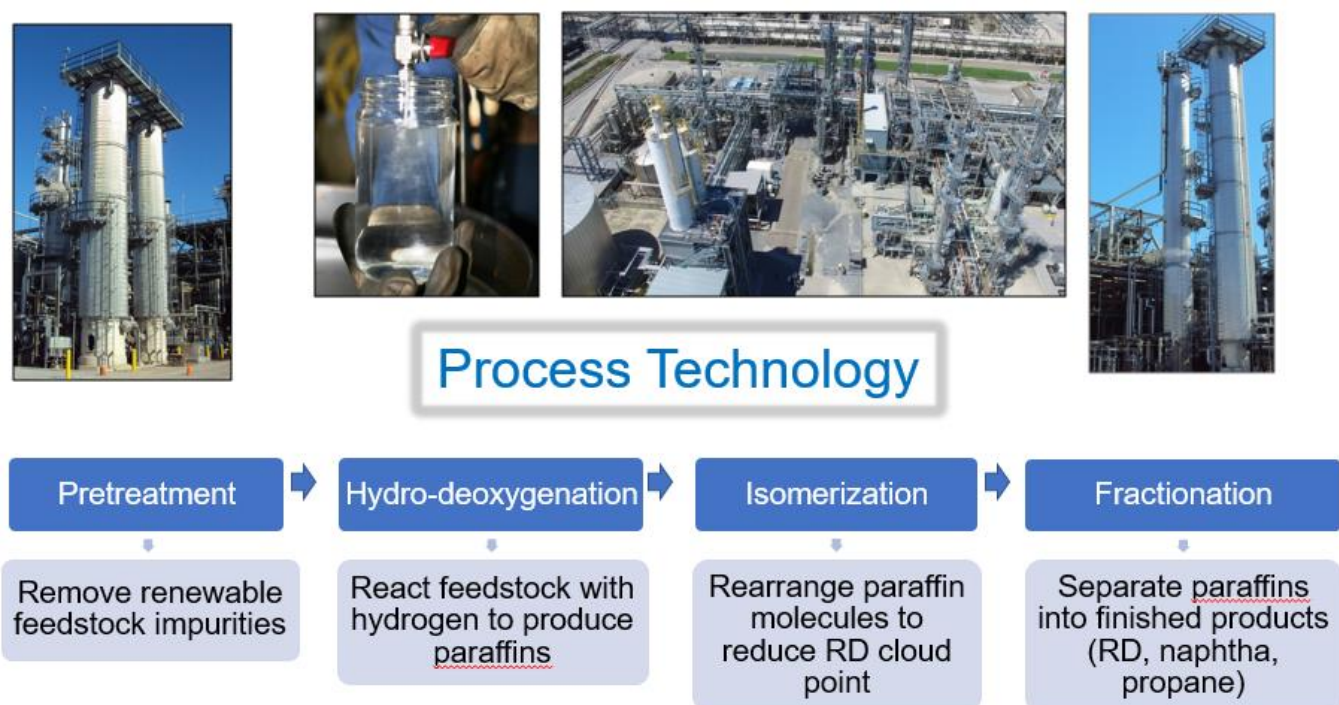 Process Technology
Pretreatment
Hydro-deoxygenation
Isomerization
Fractionation
Remove renewable
feedstock impurities
React feedstock with
hydrogen to produce
paraffins
Rearrange paraffin
molecules to
reduce RD cloud
point
Separate paraffins
into finished products
(RD, naphtha,
propane)